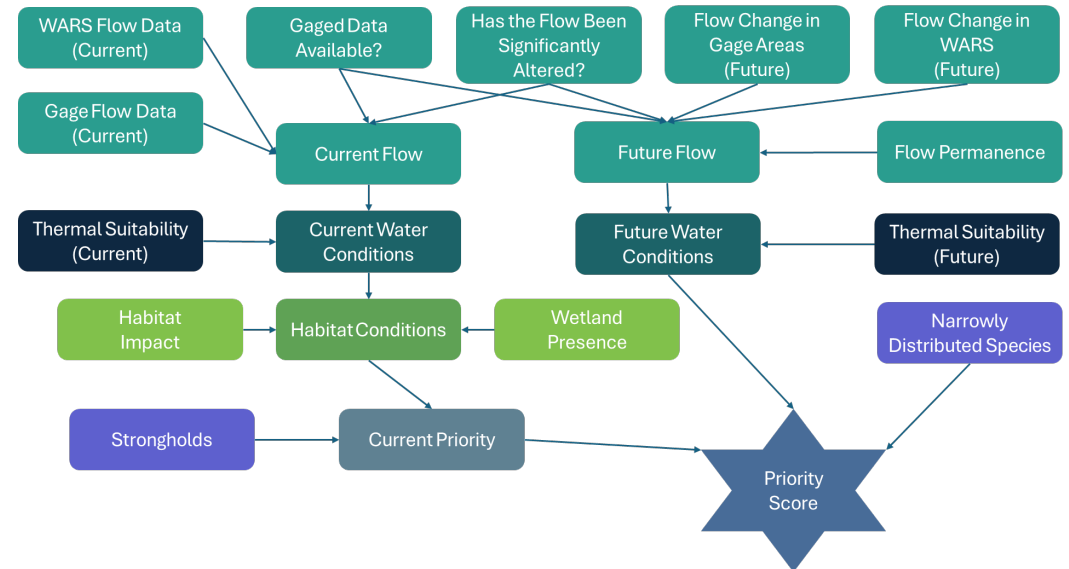 WARS Flow Data
(Current)
Gaged Data
Available?
Has the Flow Been
Significantly
Altered?
Flow Change in
Gage Areas
(Future)
Flow Change in
WARS
(Future)
Gage Flow Data
(Current)
Current Flow
Future Flow
Flow Permanence
Thermal Suitability
(Current)
Current Water
Conditions
Future Water
Conditions
Thermal Suitability
(Future)
Habitat
Impact
Habitat Conditions
Wetland
Presence
Narrowly
Distributed Species
Strongholds
Current Priority
Priority
Score